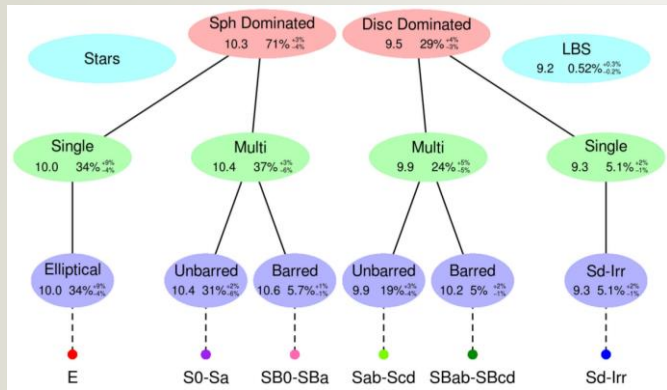 Sph Dominated
10.3 71% +3% -4%
Disc Dominated
9.5 29% +4% -3%
Stars
LBS
9.2 0.52% +0.3% -0.2%
Single
10.0 34% +9% -4%
Multi
10.4 37% +3% -6%
Multi
9.9 24% +5% -5%
Single
9.3 5.1% +2% -1%
Elliptical
10.0 34% +9% -4%
Unbarred
10.4 31% +2% -6%
Barred
10.6 5.7% +1% -1%
Unbarred
9.9 19% +3% -4%
Barred
10.2 5% +2% -1%
Sd-Irr
9.3 5.1% +2% -1%
E
S0-Sa
SB0-SBa
Sab-Scd
SBab-SBcd
Sd-Irr